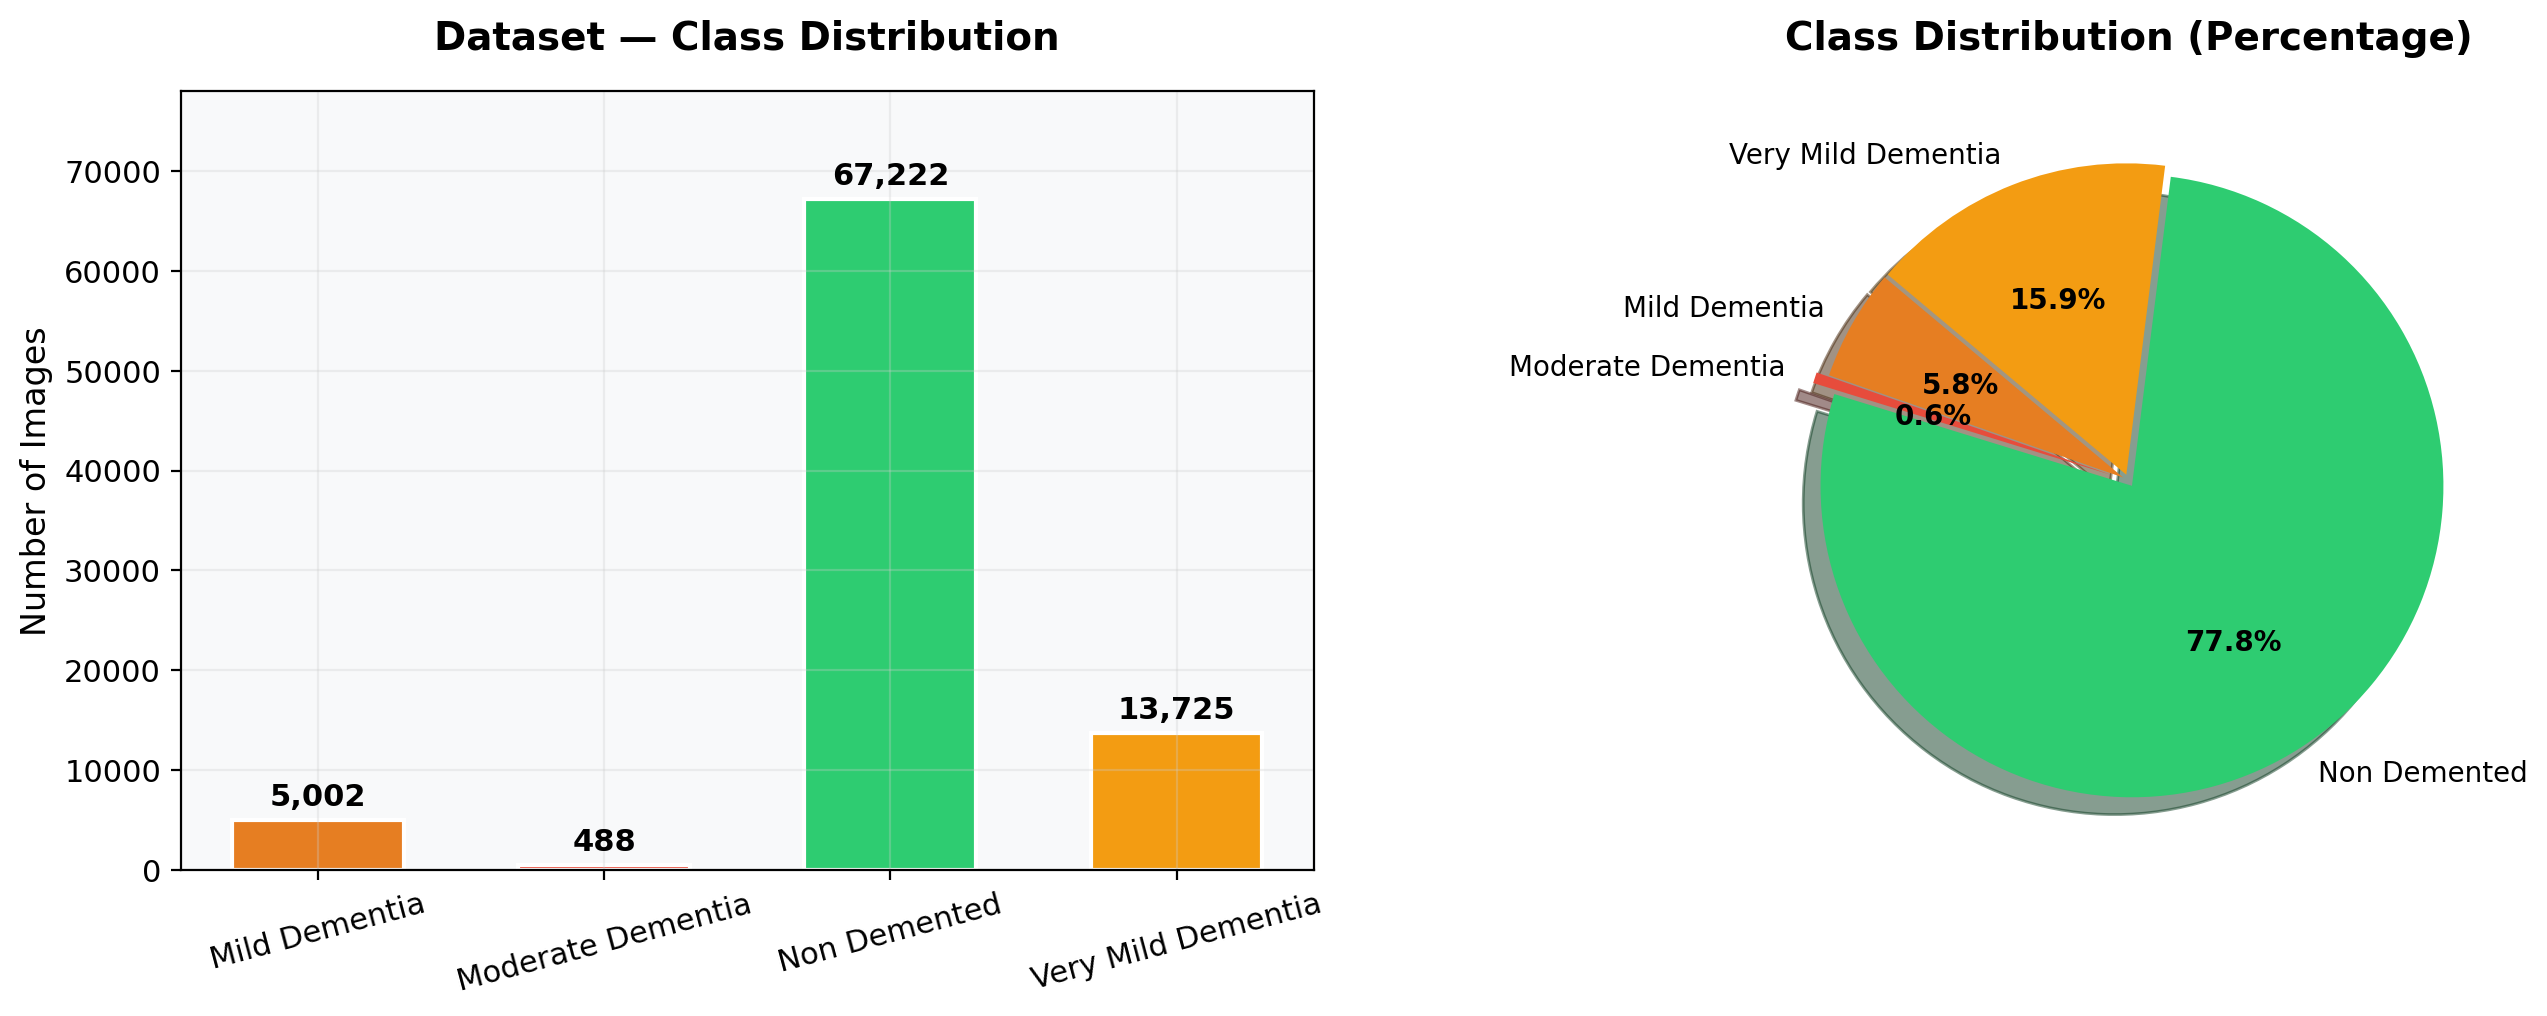 Dataset — Class Distribution
Number of Images
70000
60000
50000
40000
30000
20000
10000
0
5,002
488
67,222
13,725
Mild Dementia
Moderate Dementia
Non Demented
Very Mild Dementia
Class Distribution (Percentage)
Very Mild Dementia
15.9%
Mild Dementia
Moderate Dementia
5.8%
0.6%
77.8%
Non Demented